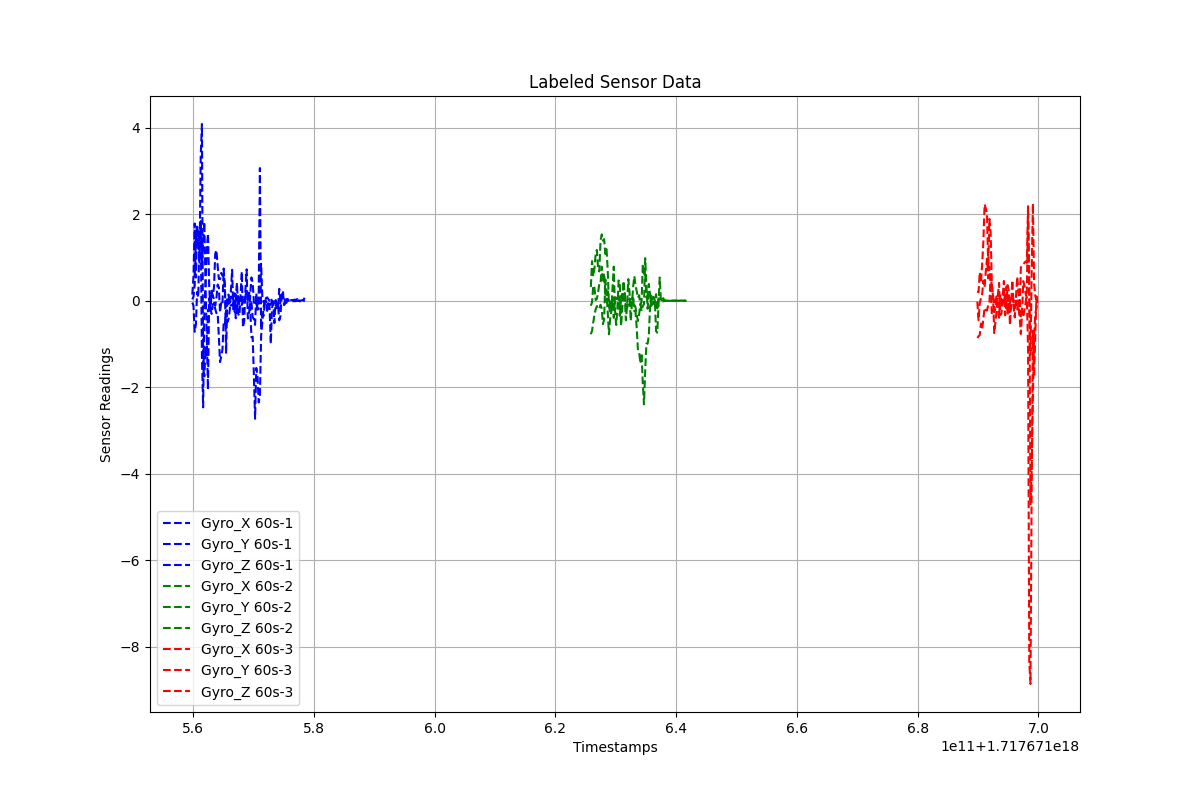 Labeled Sensor Data
Sensor Readings
4
2
0
−2
−4
−6
−8
Gyro_X 60s-1
Gyro_Y 60s-1
Gyro_Z 60s-1
Gyro_X 60s-2
Gyro_Y 60s-2
Gyro_Z 60s-2
Gyro_X 60s-3
Gyro_Y 60s-3
Gyro_Z 60s-3
5.6 5.8 6.0 6.2 6.4 6.6 6.8 7.0
Timestamps
1e11+1.717671e18